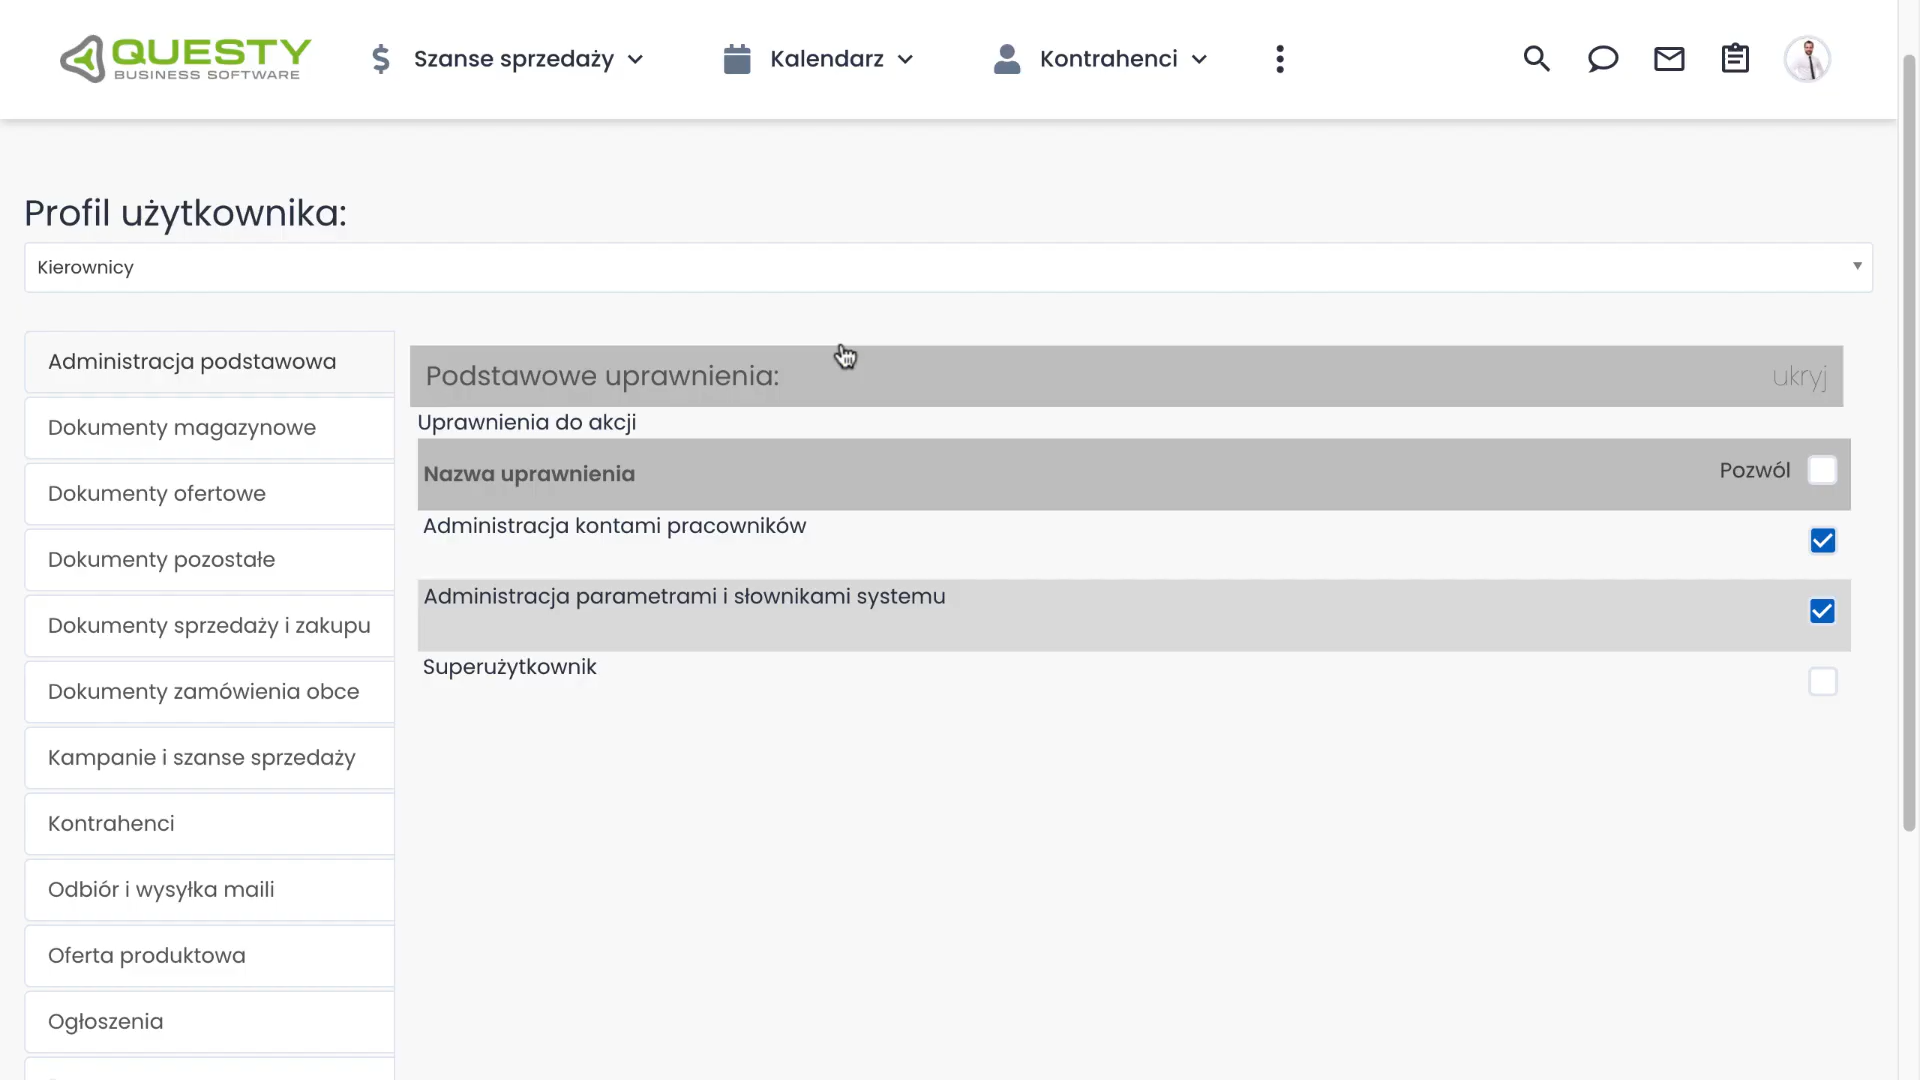 QUESTY
BUSINESS SOFTWARE
Szanse sprzedaży
Kalendarz
Kontrahenci
Profil użytkownika:
Kierownicy
Administracja podstawowa
Dokumenty magazynowe
Dokumenty ofertowe
Dokumenty pozostałe
Dokumenty sprzedaży i zakupu
Dokumenty zamówienia obce
Kampanie i szanse sprzedaży
Kontrahenci
Odbiór i wysyłka maili
Oferta produktowa
Ogłoszenia
Podstawowe uprawnienia:
ukryj
Uprawnienia do akcji
Nazwa uprawnienia
Pozwól
Administracja kontami pracowników
Administracja parametrami i słownikami systemu
Superużytkownik